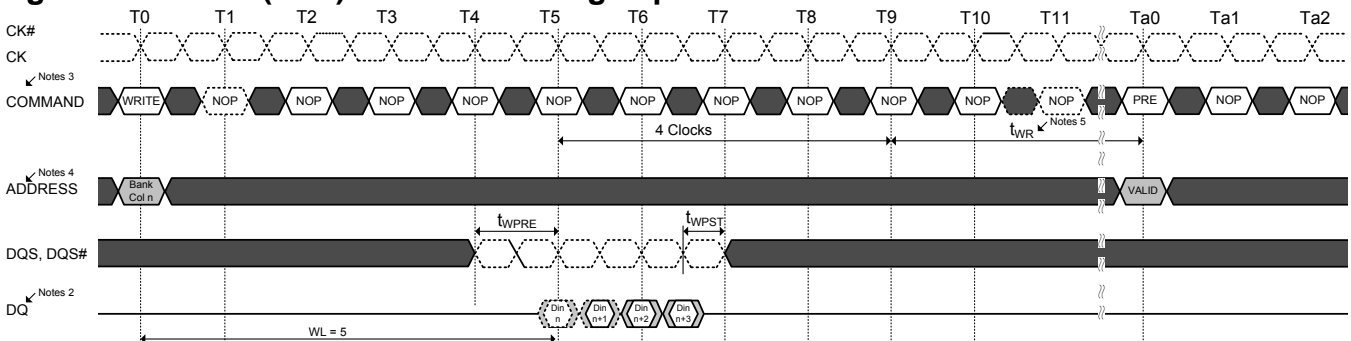 T0 T1 T2 T3 T4 T5 T6 T7 T8 T9 T10 T11 Ta0 Ta1 Ta2
CK#
CK
Notes 3
COMMAND WRITE NOP NOP NOP NOP NOP NOP NOP NOP NOP NOP NOP PRE NOP NOP
4 Clocks tWR Notes 5
Notes 4
ADDRESS Bank Col n VALID
tWPRE tWPST
DQS, DQS#
Notes 2
DQ Din n Din n+1 Din n+2 Din n+3
WL = 5